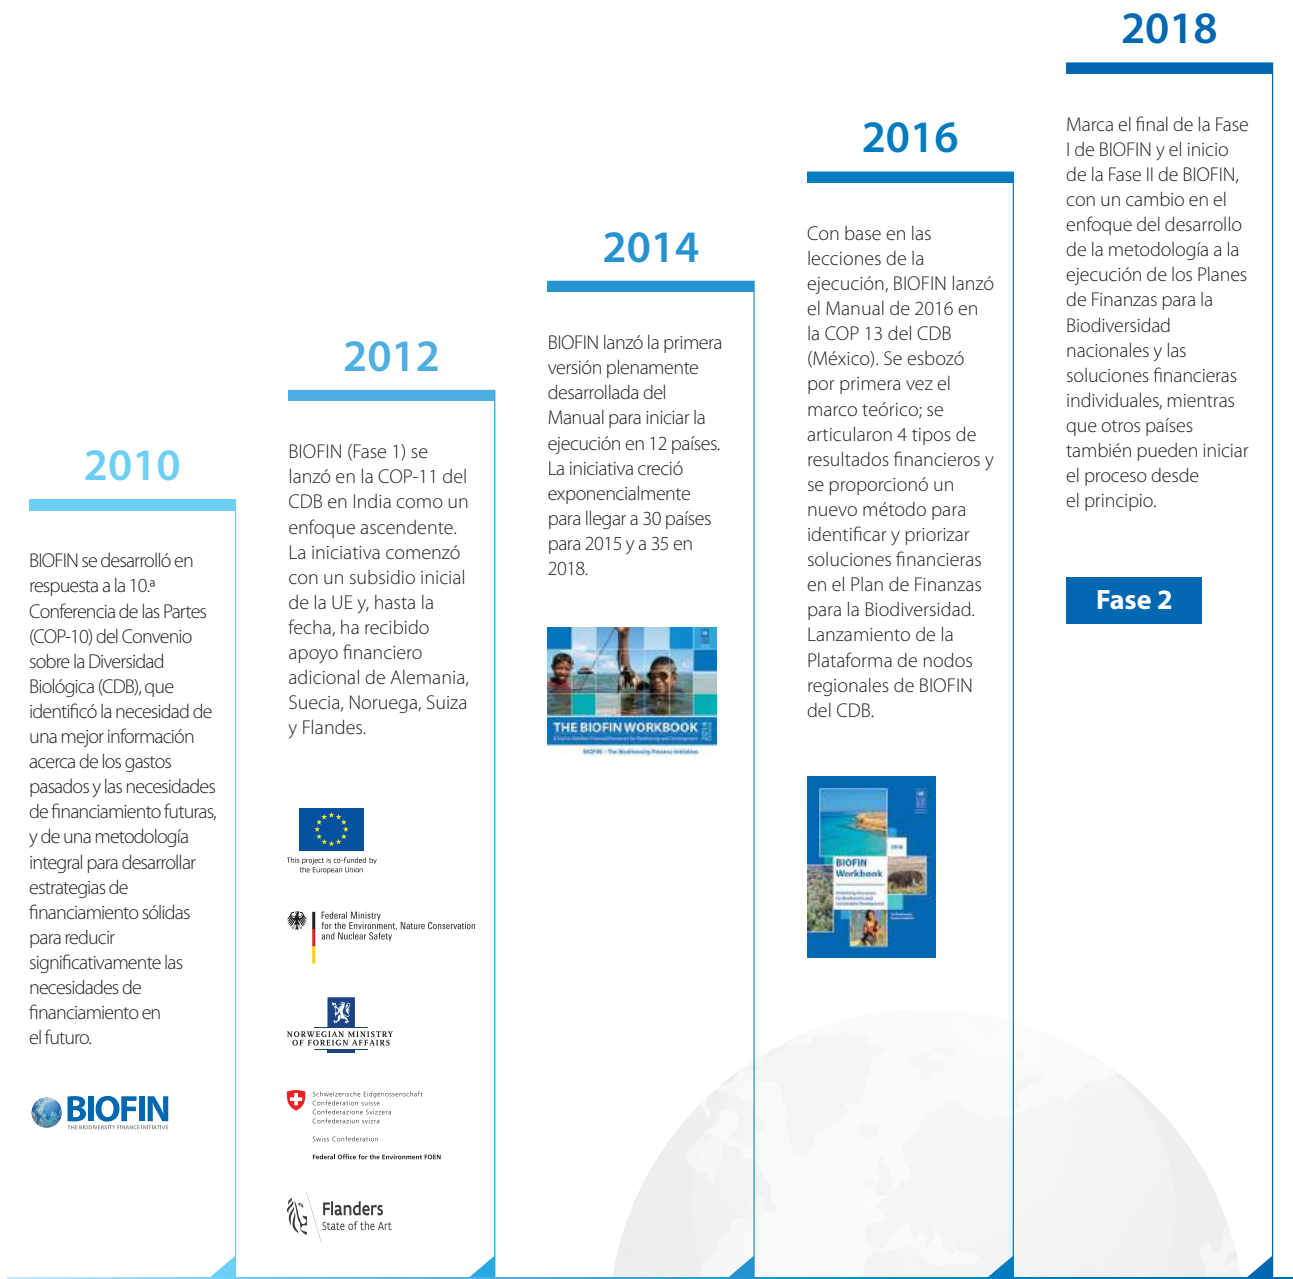 2010
BIOFIN se desarrolló en
respuesta a la 10.ª
Conferencia de las Partes
(COP-10) del Convenio
sobre la Diversidad
Biológica (CDB), que
identificó la necesidad de
una mejor información
acerca de los gastos
pasados y las necesidades
de financiamiento futuras,
y de una metodología
integral para desarrollar
estrategias de
financiamiento sólidas
para reducir
significativamente las
necesidades de
financiamiento en
el futuro.
BIOFIN
THE BIODIVERSITY FINANCE INITIATIVE
2012
BIOFIN (Fase 1) se
lanzó en la COP-11 del
CDB en India como un
enfoque ascendente.
La iniciativa comenzó
con un subsidio inicial
de la UE y, hasta la
fecha, ha recibido
apoyo financiero
adicional de Alemania,
Suecia, Noruega, Suiza
y Flandes.
This project is co-funded by
the European Union
Federal Ministry
for the Environment, Nature Conservation
and Nuclear Safety
NORWEGIAN MINISTRY
OF FOREIGN AFFAIRS
Schweizerische Eidgenossenschaft
Confédération suisse
Confederazione Svizzera
Confederaziun svizra
Swiss Confederation
Federal Office for the Environment FOEN
Flanders
State of the Art
2014
BIOFIN lanzó la primera
versión plenamente
desarrollada del
Manual para iniciar la
ejecución en 12 países.
La iniciativa creció
exponencialmente
para llegar a 30 países
para 2015 y a 35 en
2018.
THE BIOFIN WORKBOOK
2014
BIOFIN - The Biodiversity Finance Initiative
2016
Con base en las
lecciones de la
ejecución, BIOFIN lanzó
el Manual de 2016 en
la COP 13 del CDB
(México). Se esbozó
por primera vez el
marco teórico; se
articularon 4 tipos de
resultados financieros y
se proporcionó un
nuevo método para
identificar y priorizar
soluciones financieras
en el Plan de Finanzas
para la Biodiversidad.
Lanzamiento de la
Plataforma de nodos
regionales de BIOFIN
del CDB.
2016
BIOFIN
Workbook
2018
Marca el final de la Fase
I de BIOFIN y el inicio
de la Fase II de BIOFIN,
con un cambio en el
enfoque del desarrollo
de la metodología a la
ejecución de los Planes
de Finanzas para la
Biodiversidad
nacionales y las
soluciones financieras
individuales, mientras
que otros países
también pueden iniciar
el proceso desde
el principio.
Fase 2